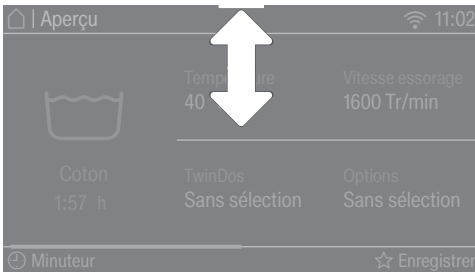 | Aperçu
11:02
Température
Vitesse essorage
40
1600 Tr/min
Coton
1:57 h
TwinDos
Options
Sans sélection
Sans sélection
Minuteur
Enregistrer